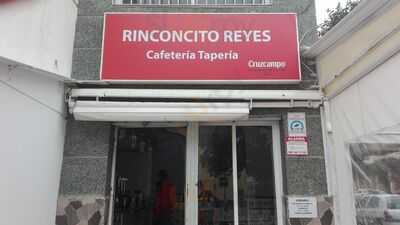 RINCONCITO REYES
Cafetería Tapería
Cruzcampo